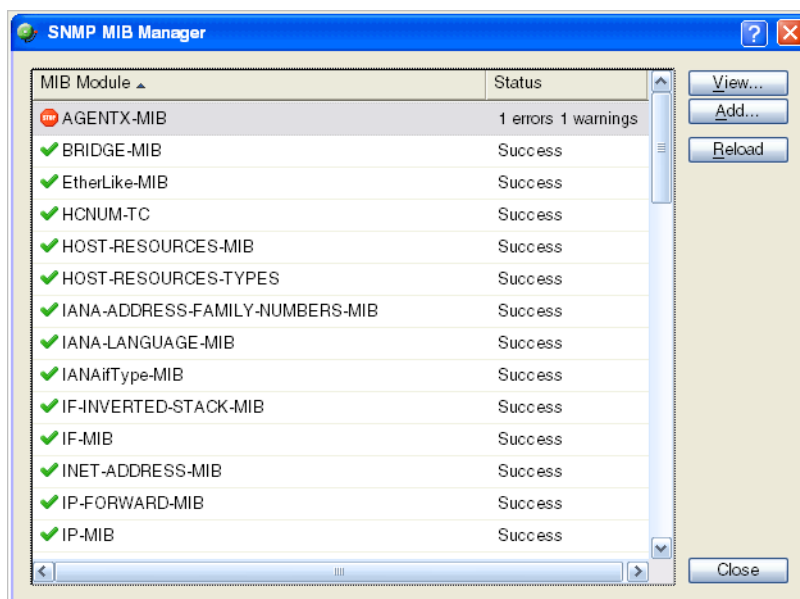 SNMP MIB Manager
?
MIB Module Status
STOP AGENTX-MIB 1 errors 1 warnings
BRIDGE-MIB Success
EtherLike-MIB Success
HCNUM-TC Success
HOST-RESOURCES-MIB Success
HOST-RESOURCES-TYPES Success
IANA-ADDRESS-FAMILY-NUMBERS-MIB Success
IANA-LANGUAGE-MIB Success
IANAifType-MIB Success
IF-INVERTED-STACK-MIB Success
IF-MIB Success
INET-ADDRESS-MIB Success
IP-FORWARD-MIB Success
IP-MIB Success
View...
Add...
Reload
Close